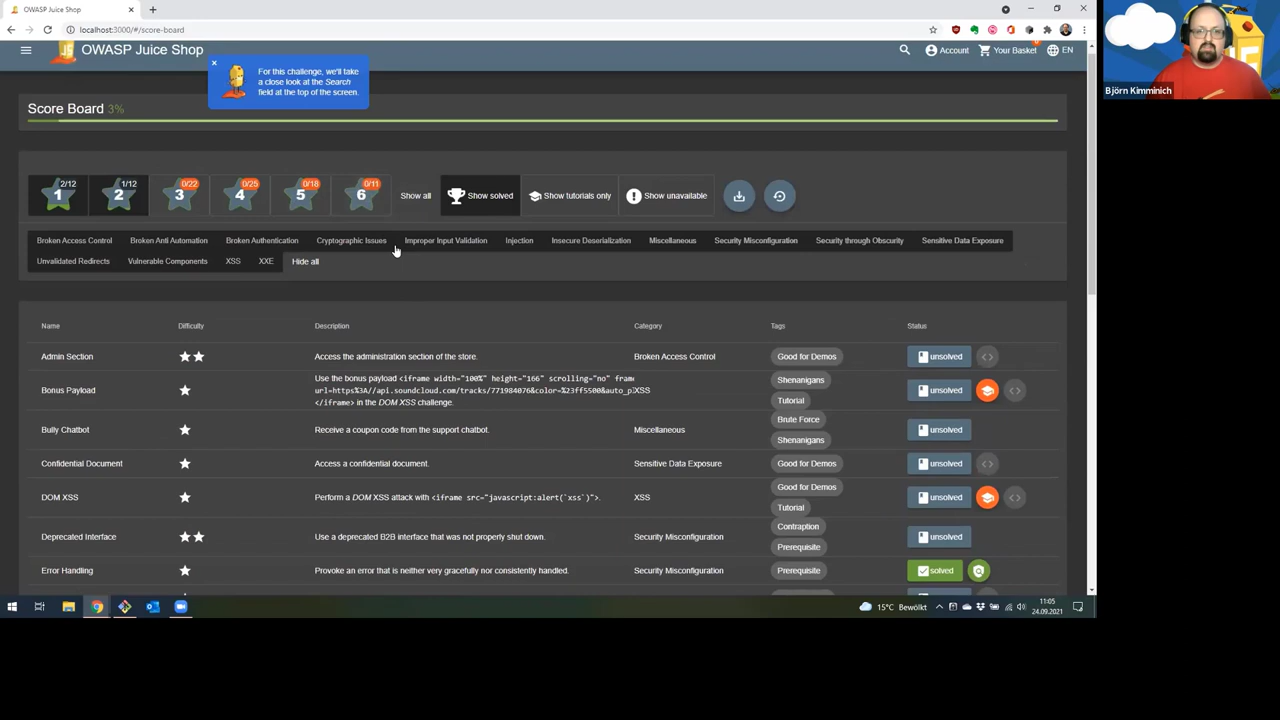 OWASP Juice Shop
localhost:3000/#/score-board
OWASP Juice Shop
Account
Your Basket
EN
For this challenge, we'll take
a close look at the Search
field at the top of the screen.
Björn Kimminich
Score Board 3%
1 2/12
2 1/12
3 0/22
4 0/25
5 0/18
6 0/11
Show all
Show solved
Show tutorials only
Show unavailable
Broken Access Control Broken Anti Automation Broken Authentication Cryptographic Issues Improper Input Validation Injection Insecure Deserialization Miscellaneous Security Misconfiguration Security through Obscurity Sensitive Data Exposure
Unvalidated Redirects Vulnerable Components XSS XXE Hide all
Name Difficulty Description Category Tags Status
Admin Section Access the administration section of the store. Broken Access Control Good for Demos unsolved <>
Bonus Payload
Use the bonus payload <iframe width="100%" height="166" scrolling="no" frame
url=https%3A//api.soundcloud.com/tracks/771984076&color=%23ff5500&auto_pl
</iframe> in the DOM XSS challenge.
XSS
Shenanigans
Tutorial
unsolved <>
Bully Chatbot Receive a coupon code from the support chatbot. Miscellaneous
Brute Force
Shenanigans
unsolved
Confidential Document Access a confidential document. Sensitive Data Exposure Good for Demos unsolved <>
DOM XSS Perform a DOM XSS attack with <iframe src="javascript:alert(`xss`)">. XSS
Good for Demos
Tutorial
unsolved <>
Deprecated Interface Use a deprecated B2B interface that was not properly shut down. Security Misconfiguration
Contraption
Prerequisite
unsolved
Error Handling Provoke an error that is neither very gracefully nor consistently handled. Security Misconfiguration Prerequisite solved
15°C Bewölkt
11:05
24.09.2021